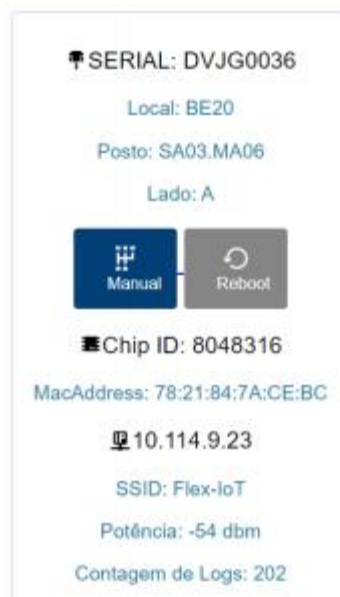 SERIAL: DVJG0036
Local: BE20
Posto: SA03.MA06
Lado: A
Manual Reboot
Chip ID: 8048316
MacAddress: 78:21:84:7A:CE:BC
10.114.9.23
SSID: Flex-IoT
Potência: -54 dbm
Contagem de Logs: 202